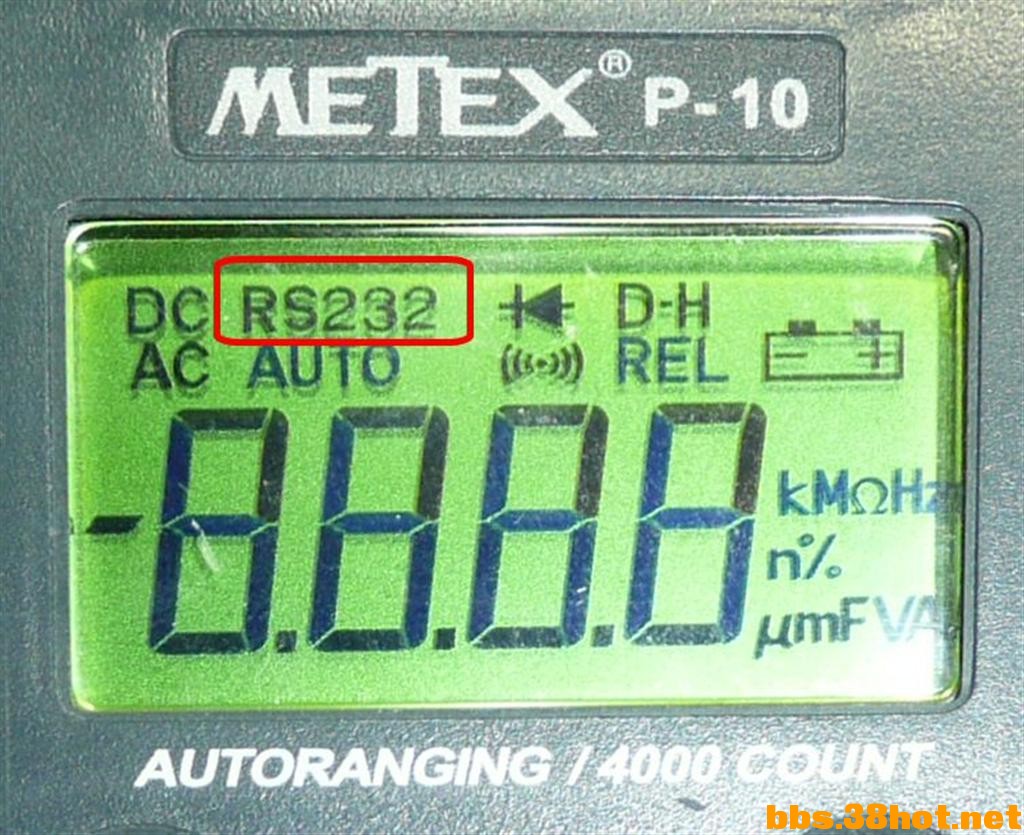 METEX® P-10
DC RS232 D-H
AC AUTO REL
- +
-8.8.8.8
kMΩHz
n%
µmFVA
AUTORANGING / 4000 COUNT
bbs.38hot.net